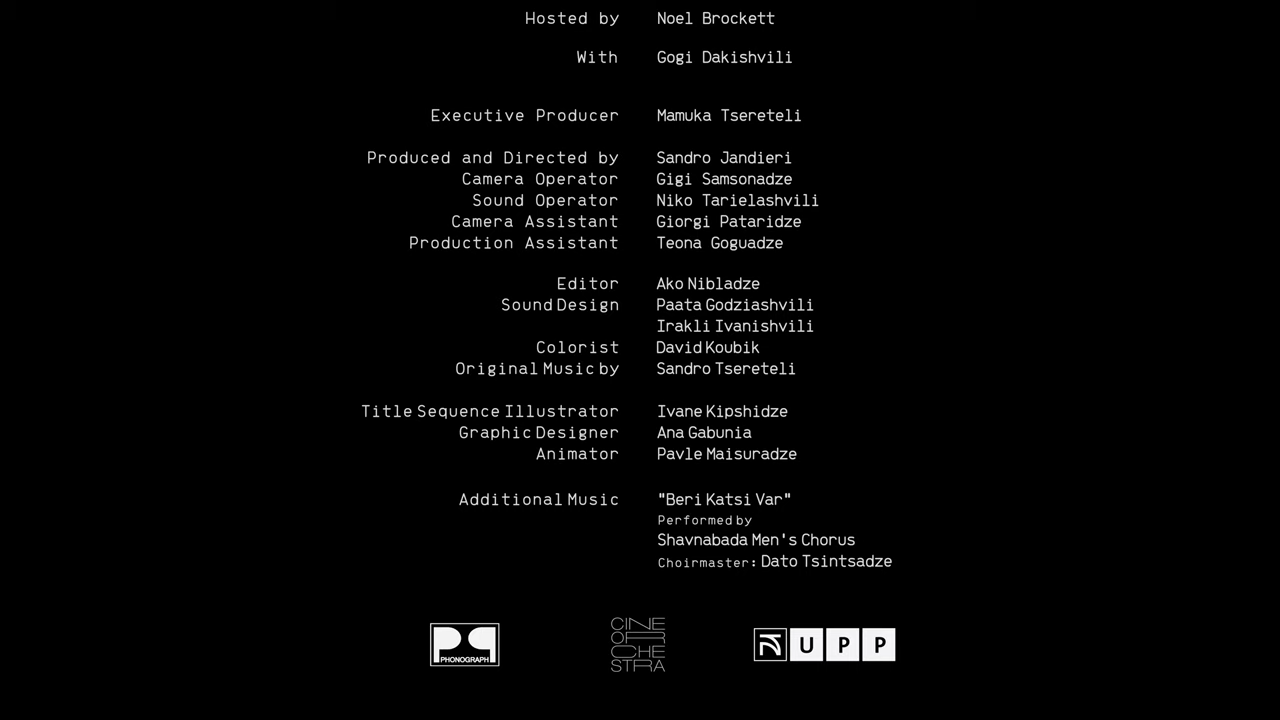 Hosted by Noel Brockett
With Gogi Dakishvili
Executive Producer Mamuka Tsereteli
Produced and Directed by Sandro Jandieri
Camera Operator Gigi Samsonadze
Sound Operator Niko Tarielashvili
Camera Assistant Giorgi Pataridze
Production Assistant Teona Goguadze
Editor Ako Nibladze
Sound Design Paata Godziashvili
Irakli Ivanishvili
Colorist David Koubik
Original Music by Sandro Tsereteli
Title Sequence Illustrator Ivane Kipshidze
Graphic Designer Ana Gabunia
Animator Pavle Maisuradze
Additional Music "Beri Katsi Var"
Performed by
Shavnabada Men's Chorus
Choirmaster: Dato Tsintsadze
PHONOGRAPH
CINE
OR
CHE
STRA
UPP